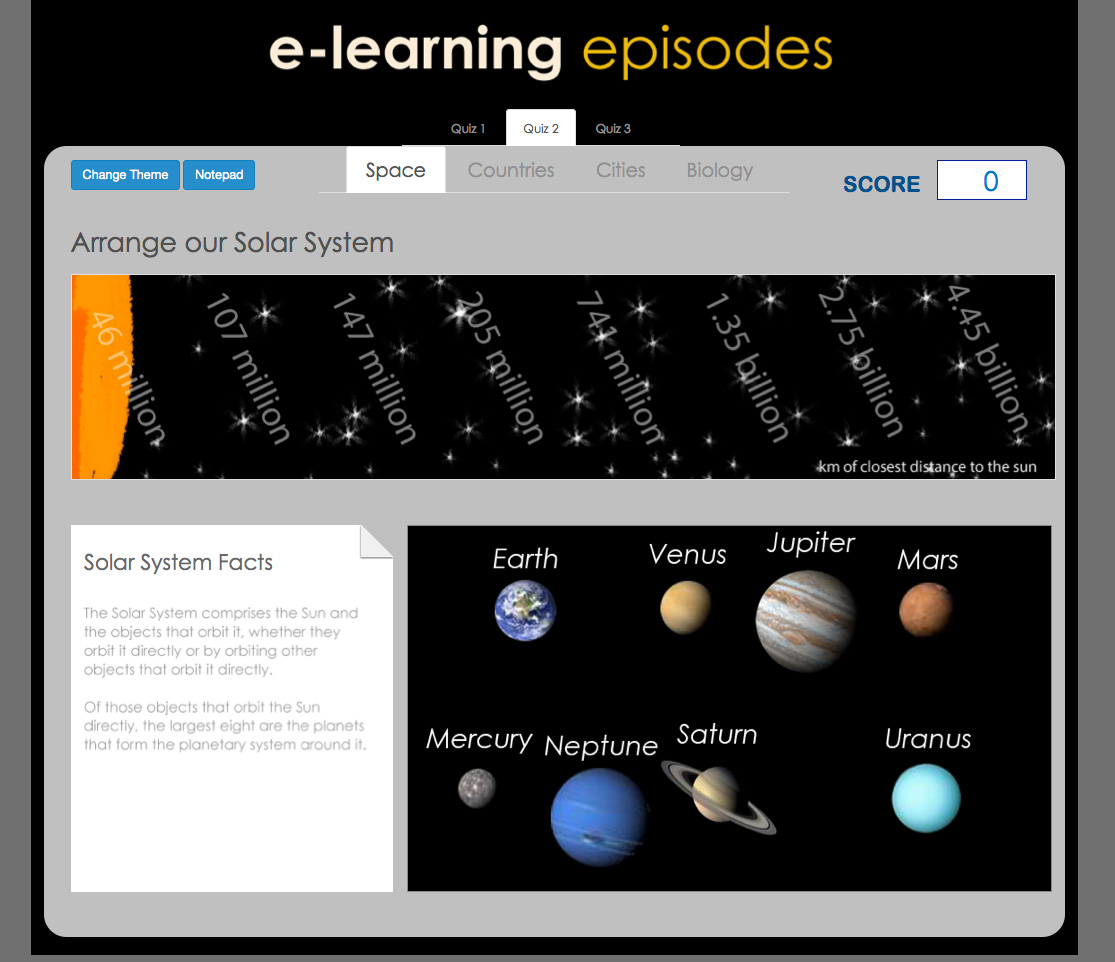 e-learning episodes
Quiz 1 Quiz 2 Quiz 3
Change Theme Notepad Space Countries Cities Biology SCORE 0
Arrange our Solar System
46 million 107 million 147 million 205 million 741 million 1.35 billion 2.75 billion 4.45 billion
km of closest distance to the sun
Solar System Facts
The Solar System comprises the Sun and
the objects that orbit it, whether they
orbit it directly or by orbiting other
objects that orbit it directly.
Of those objects that orbit the Sun
directly, the largest eight are the planets
that form the planetary system around it.
Earth Venus Jupiter Mars
Mercury Neptune Saturn Uranus